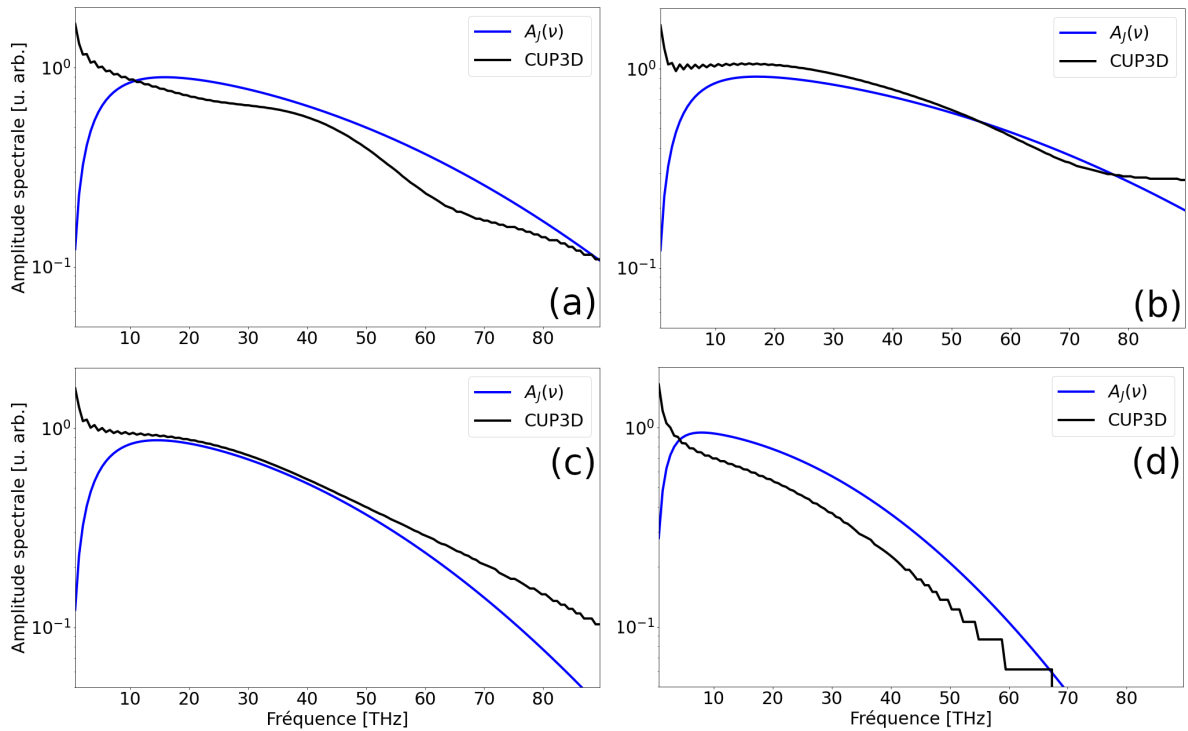 Amplitude spectrale [u. arb.]
10⁰
10⁻¹
A_J(ν)
CUP3D
(a)
10 20 30 40 50 60 70 80
10⁰
10⁻¹
A_J(ν)
CUP3D
(b)
10 20 30 40 50 60 70 80
Amplitude spectrale [u. arb.]
10⁰
10⁻¹
A_J(ν)
CUP3D
(c)
10 20 30 40 50 60 70 80
Fréquence [THz]
10⁰
10⁻¹
A_J(ν)
CUP3D
(d)
10 20 30 40 50 60 70 80
Fréquence [THz]